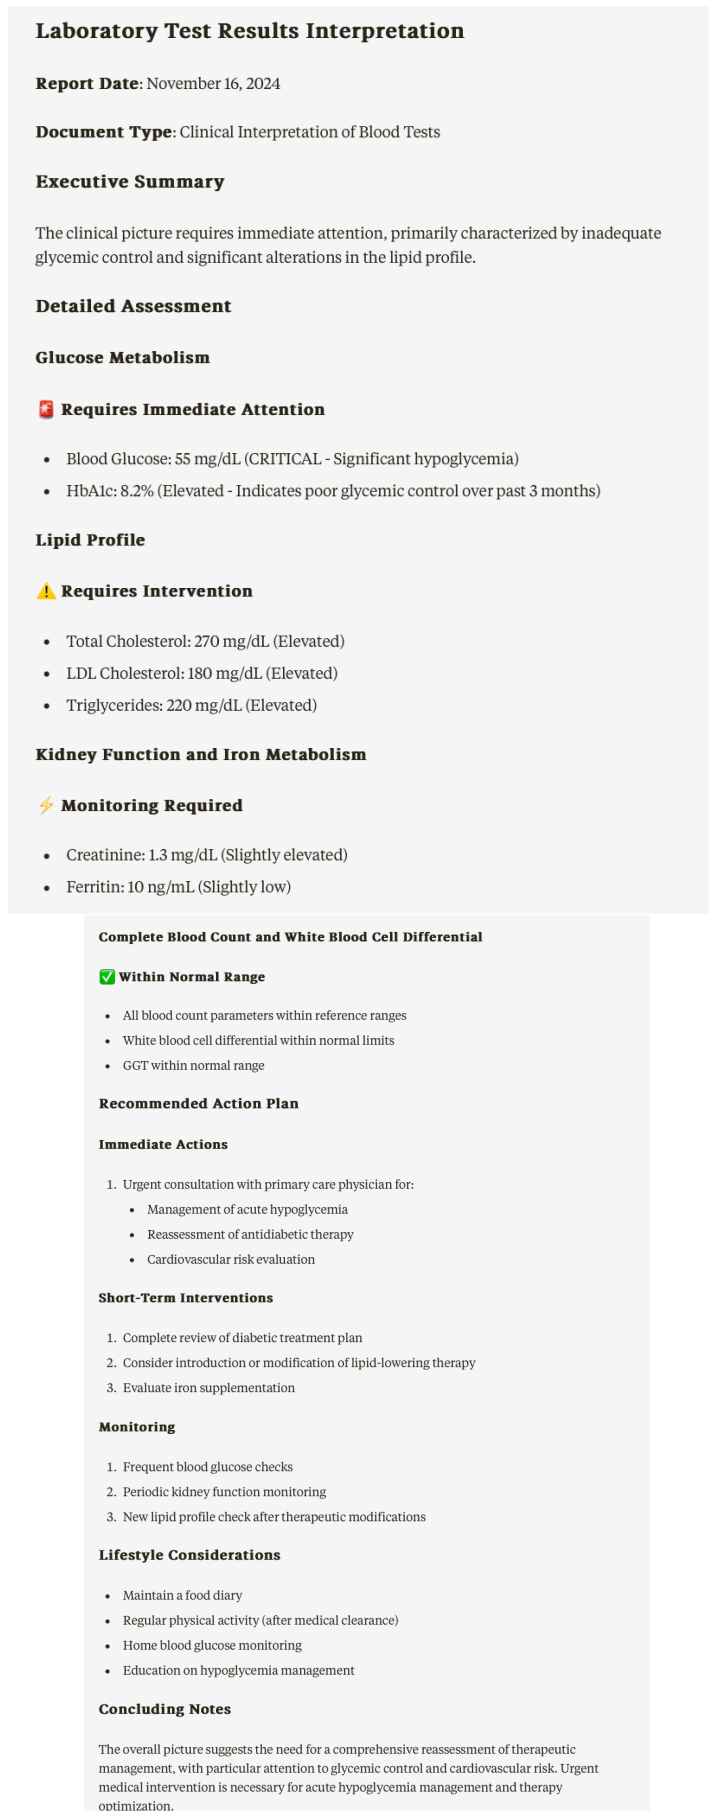 Laboratory Test Results Interpretation
Report Date: November 16, 2024
Document Type: Clinical Interpretation of Blood Tests
Executive Summary
The clinical picture requires immediate attention, primarily characterized by inadequate
glycemic control and significant alterations in the lipid profile.
Detailed Assessment
Glucose Metabolism
🚨 Requires Immediate Attention
• Blood Glucose: 55 mg/dL (CRITICAL - Significant hypoglycemia)
• HbA1c: 8.2% (Elevated - Indicates poor glycemic control over past 3 months)
Lipid Profile
⚠️ Requires Intervention
• Total Cholesterol: 270 mg/dL (Elevated)
• LDL Cholesterol: 180 mg/dL (Elevated)
• Triglycerides: 220 mg/dL (Elevated)
Kidney Function and Iron Metabolism
⚡ Monitoring Required
• Creatinine: 1.3 mg/dL (Slightly elevated)
• Ferritin: 10 ng/mL (Slightly low)
Complete Blood Count and White Blood Cell Differential
✅ Within Normal Range
• All blood count parameters within reference ranges
• White blood cell differential within normal limits
• GGT within normal range
Recommended Action Plan
Immediate Actions
1. Urgent consultation with primary care physician for:
• Management of acute hypoglycemia
• Reassessment of antidiabetic therapy
• Cardiovascular risk evaluation
Short-Term Interventions
1. Complete review of diabetic treatment plan
2. Consider introduction or modification of lipid-lowering therapy
3. Evaluate iron supplementation
Monitoring
1. Frequent blood glucose checks
2. Periodic kidney function monitoring
3. New lipid profile check after therapeutic modifications
Lifestyle Considerations
• Maintain a food diary
• Regular physical activity (after medical clearance)
• Home blood glucose monitoring
• Education on hypoglycemia management
Concluding Notes
The overall picture suggests the need for a comprehensive reassessment of therapeutic
management, with particular attention to glycemic control and cardiovascular risk. Urgent
medical intervention is necessary for acute hypoglycemia management and therapy
optimization.